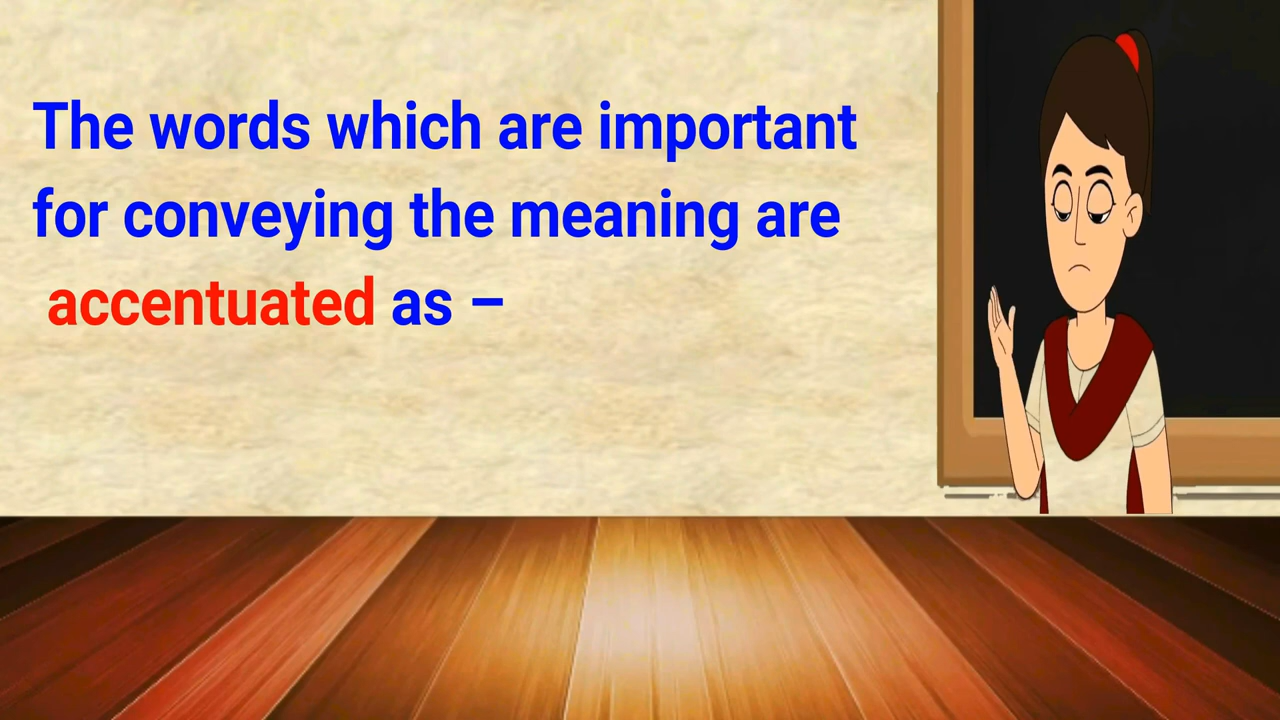 The words which are important
for conveying the meaning are
accentuated as –